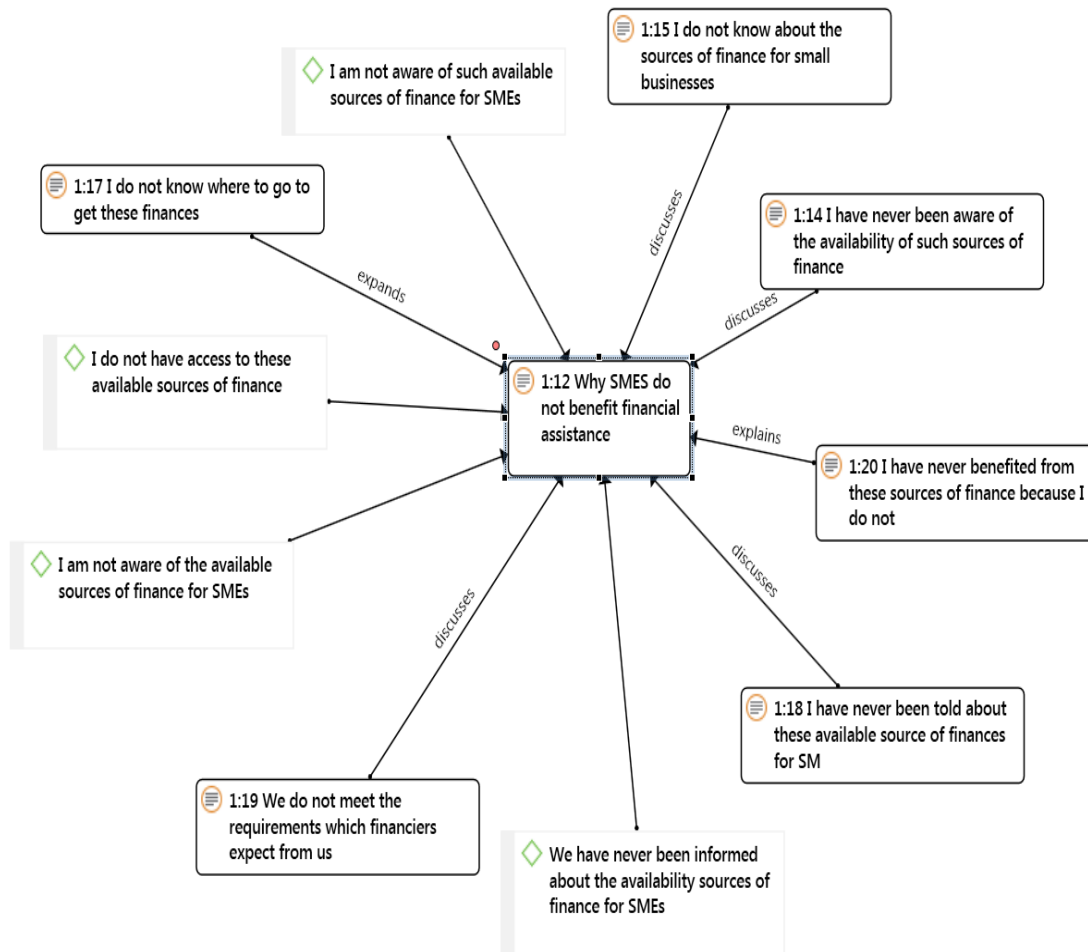 1:15 I do not know about the
sources of finance for small
businesses
I am not aware of such available
sources of finance for SMEs
1:17 I do not know where to go to
get these finances
discusses
1:14 I have never been aware of
the availability of such sources of
finance
expands
discusses
I do not have access to these
available sources of finance
1:12 Why SMES do
not benefit financial
assistance
explains
1:20 I have never benefited from
these sources of finance because I
do not
I am not aware of the available
sources of finance for SMEs
discusses
discusses
1:18 I have never been told about
these available source of finances
for SM
1:19 We do not meet the
requirements which financiers
expect from us
We have never been informed
about the availability sources of
finance for SMEs